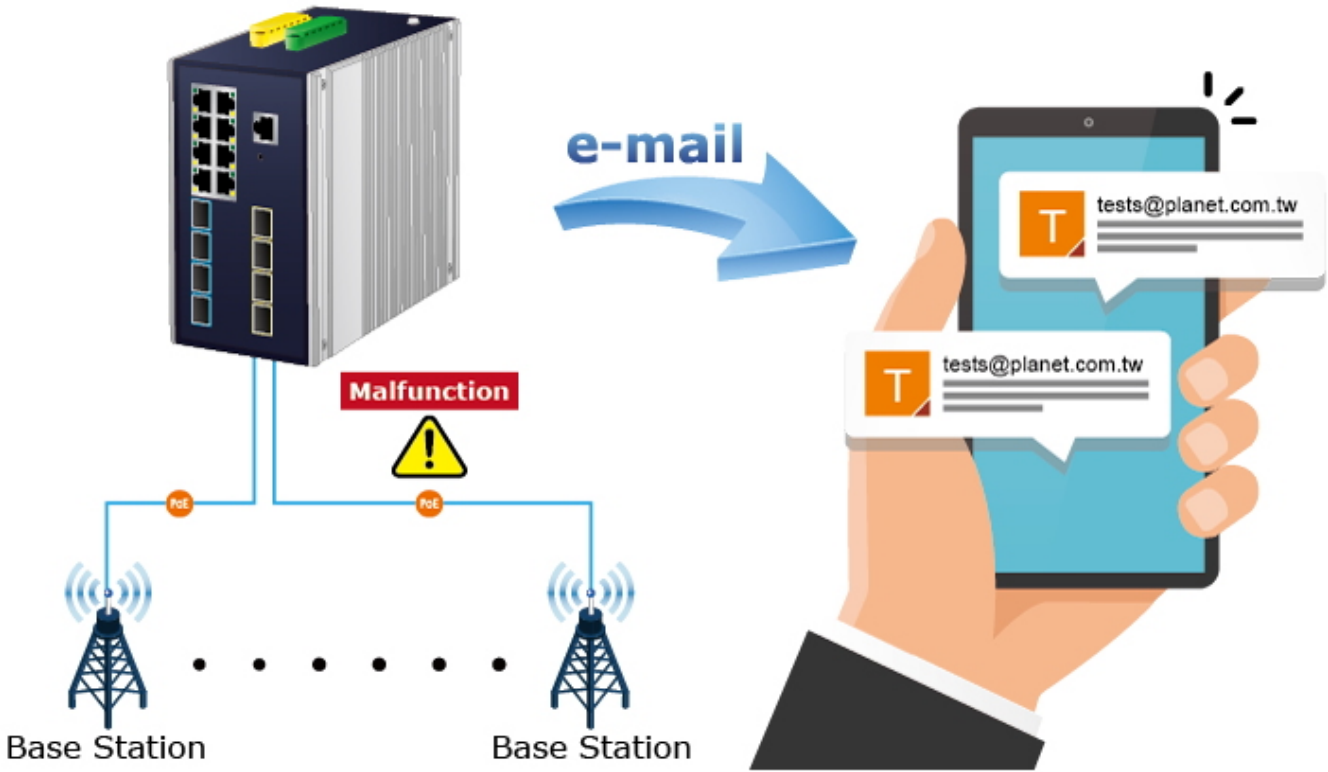 e-mail
T
tests@planet.com.tw
T
tests@planet.com.tw
Malfunction
PoE
PoE
Base Station
Base Station